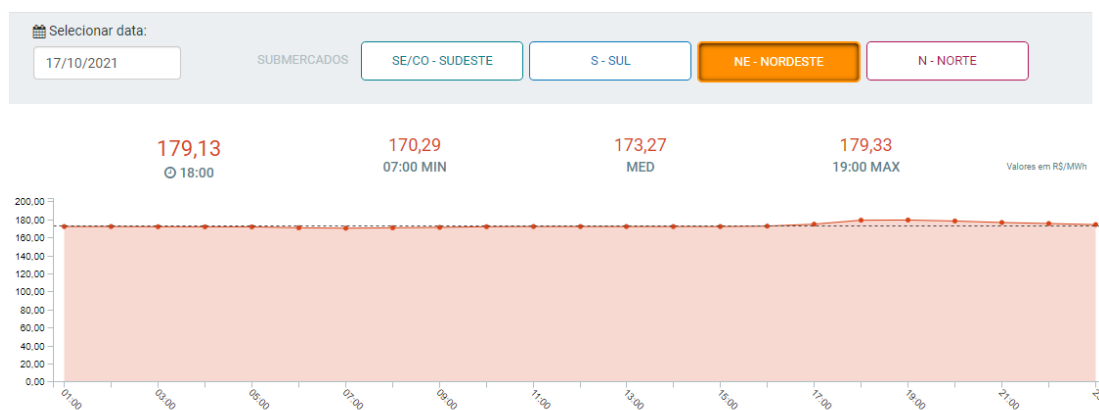 Selecionar data:
17/10/2021
SUBMERCADOS
SE/CO - SUDESTE
S - SUL
NE - NORDESTE
N - NORTE
179,13
18:00
170,29
07:00 MIN
173,27
MED
179,33
19:00 MAX
Valores em R$/MWh
200,00
180,00
160,00
140,00
120,00
100,00
80,00
60,00
40,00
20,00
0,00
01:00
03:00
05:00
07:00
09:00
11:00
13:00
15:00
17:00
19:00
21:00